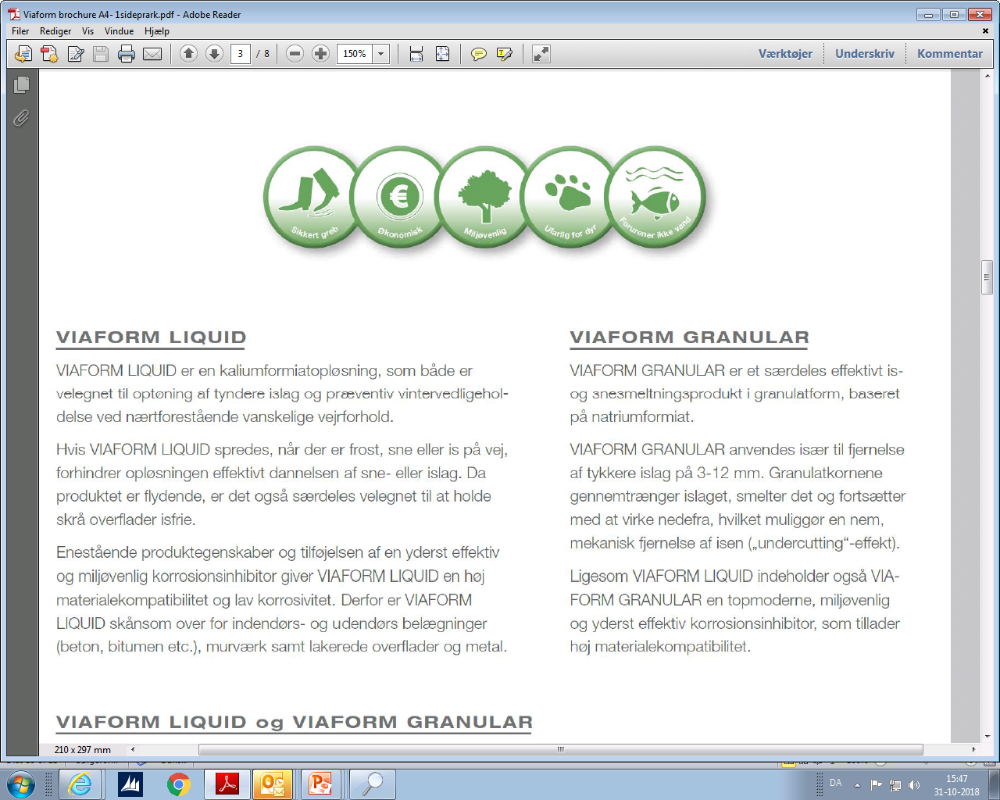 Viaform brochure A4- 1sideprark.pdf - Adobe Reader
Filer Rediger Vis Vindue Hjælp
3 / 8 150% Værktøjer Underskriv Kommentar
Sikkert greb Økonomisk Miljøvenlig Ufarlig for dyr Forurener ikke vand
VIAFORM LIQUID
VIAFORM LIQUID er en kaliumformiatopløsning, som både er
velegnet til optøning af tyndere islag og præventiv vintervedligehol-
delse ved nærtforestående vanskelige vejrforhold.
Hvis VIAFORM LIQUID spredes, når der er frost, sne eller is på vej,
forhindrer opløsningen effektivt dannelsen af sne- eller islag. Da
produktet er flydende, er det også særdeles velegnet til at holde
skrå overflader isfrie.
Enestående produktegenskaber og tilføjelsen af en yderst effektiv
og miljøvenlig korrosionsinhibitor giver VIAFORM LIQUID en høj
materialekompatibilitet og lav korrosivitet. Derfor er VIAFORM
LIQUID skånsom over for indendørs- og udendørs belægninger
(beton, bitumen etc.), murværk samt lakerede overflader og metal.
VIAFORM GRANULAR
VIAFORM GRANULAR er et særdeles effektivt is-
og snesmeltningsprodukt i granulatform, baseret
på natriumformiat.
VIAFORM GRANULAR anvendes især til fjernelse
af tykkere islag på 3-12 mm. Granulatkornene
gennemtrænger islaget, smelter det og fortsætter
med at virke nedefra, hvilket muliggør en nem,
mekanisk fjernelse af isen („undercutting“-effekt).
Ligesom VIAFORM LIQUID indeholder også VIA-
FORM GRANULAR en topmoderne, miljøvenlig
og yderst effektiv korrosionsinhibitor, som tillader
høj materialekompatibilitet.
VIAFORM LIQUID og VIAFORM GRANULAR
210 x 297 mm
DA 15:47
31-10-2018